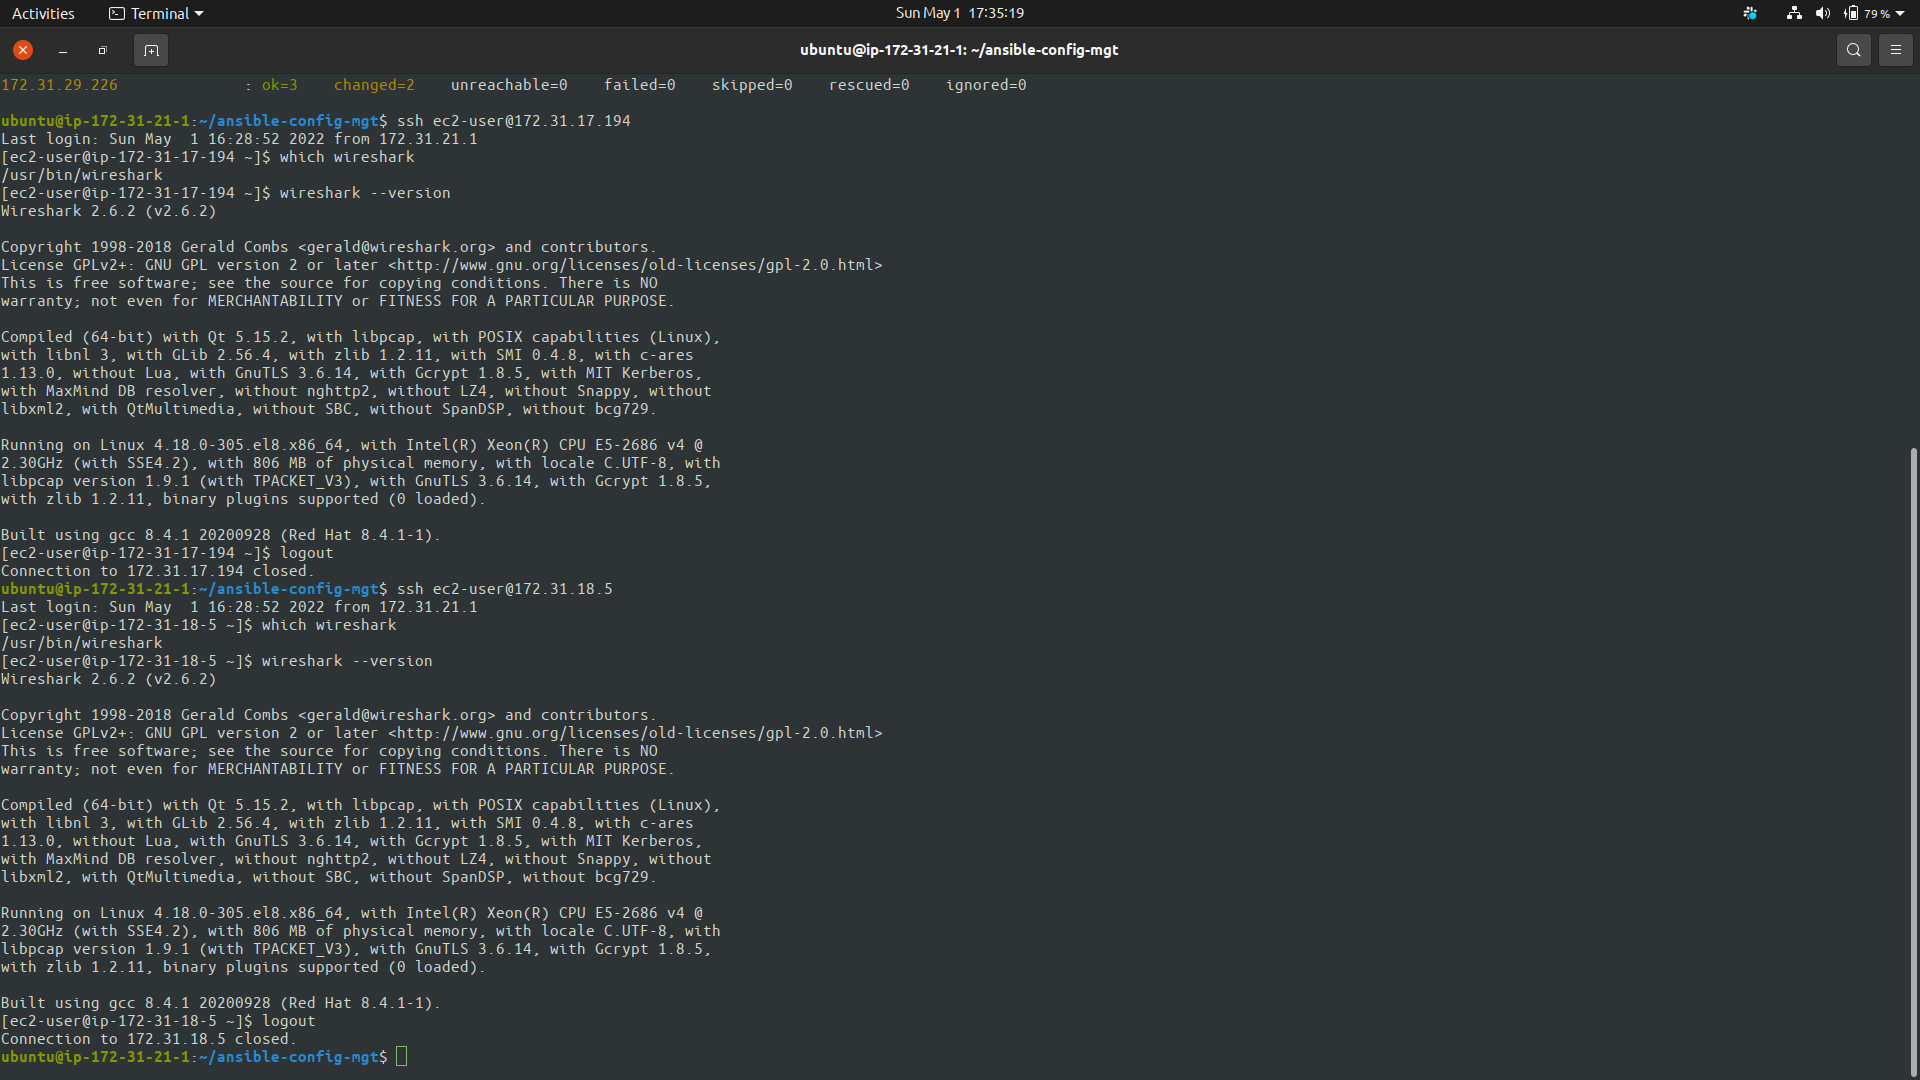 Activities Terminal Sun May 1 17:35:19 79 %
ubuntu@ip-172-31-21-1: ~/ansible-config-mgt
172.31.29.226 : ok=3 changed=2 unreachable=0 failed=0 skipped=0 rescued=0 ignored=0
ubuntu@ip-172-31-21-1:~/ansible-config-mgt$ ssh ec2-user@172.31.17.194
Last login: Sun May  1 16:28:52 2022 from 172.31.21.1
[ec2-user@ip-172-31-17-194 ~]$ which wireshark
/usr/bin/wireshark
[ec2-user@ip-172-31-17-194 ~]$ wireshark --version
Wireshark 2.6.2 (v2.6.2)
Copyright 1998-2018 Gerald Combs <gerald@wireshark.org> and contributors.
License GPLv2+: GNU GPL version 2 or later <http://www.gnu.org/licenses/old-licenses/gpl-2.0.html>
This is free software; see the source for copying conditions. There is NO
warranty; not even for MERCHANTABILITY or FITNESS FOR A PARTICULAR PURPOSE.
Compiled (64-bit) with Qt 5.15.2, with libpcap, with POSIX capabilities (Linux),
with libnl 3, with GLib 2.56.4, with zlib 1.2.11, with SMI 0.4.8, with c-ares
1.13.0, without Lua, with GnuTLS 3.6.14, with Gcrypt 1.8.5, with MIT Kerberos,
with MaxMind DB resolver, without nghttp2, without LZ4, without Snappy, without
libxml2, with QtMultimedia, without SBC, without SpanDSP, without bcg729.
Running on Linux 4.18.0-305.el8.x86_64, with Intel(R) Xeon(R) CPU E5-2686 v4 @
2.30GHz (with SSE4.2), with 806 MB of physical memory, with locale C.UTF-8, with
libpcap version 1.9.1 (with TPACKET_V3), with GnuTLS 3.6.14, with Gcrypt 1.8.5,
with zlib 1.2.11, binary plugins supported (0 loaded).
Built using gcc 8.4.1 20200928 (Red Hat 8.4.1-1).
[ec2-user@ip-172-31-17-194 ~]$ logout
Connection to 172.31.17.194 closed.
ubuntu@ip-172-31-21-1:~/ansible-config-mgt$ ssh ec2-user@172.31.18.5
Last login: Sun May  1 16:28:52 2022 from 172.31.21.1
[ec2-user@ip-172-31-18-5 ~]$ which wireshark
/usr/bin/wireshark
[ec2-user@ip-172-31-18-5 ~]$ wireshark --version
Wireshark 2.6.2 (v2.6.2)
Copyright 1998-2018 Gerald Combs <gerald@wireshark.org> and contributors.
License GPLv2+: GNU GPL version 2 or later <http://www.gnu.org/licenses/old-licenses/gpl-2.0.html>
This is free software; see the source for copying conditions. There is NO
warranty; not even for MERCHANTABILITY or FITNESS FOR A PARTICULAR PURPOSE.
Compiled (64-bit) with Qt 5.15.2, with libpcap, with POSIX capabilities (Linux),
with libnl 3, with GLib 2.56.4, with zlib 1.2.11, with SMI 0.4.8, with c-ares
1.13.0, without Lua, with GnuTLS 3.6.14, with Gcrypt 1.8.5, with MIT Kerberos,
with MaxMind DB resolver, without nghttp2, without LZ4, without Snappy, without
libxml2, with QtMultimedia, without SBC, without SpanDSP, without bcg729.
Running on Linux 4.18.0-305.el8.x86_64, with Intel(R) Xeon(R) CPU E5-2686 v4 @
2.30GHz (with SSE4.2), with 806 MB of physical memory, with locale C.UTF-8, with
libpcap version 1.9.1 (with TPACKET_V3), with GnuTLS 3.6.14, with Gcrypt 1.8.5,
with zlib 1.2.11, binary plugins supported (0 loaded).
Built using gcc 8.4.1 20200928 (Red Hat 8.4.1-1).
[ec2-user@ip-172-31-18-5 ~]$ logout
Connection to 172.31.18.5 closed.
ubuntu@ip-172-31-21-1:~/ansible-config-mgt$